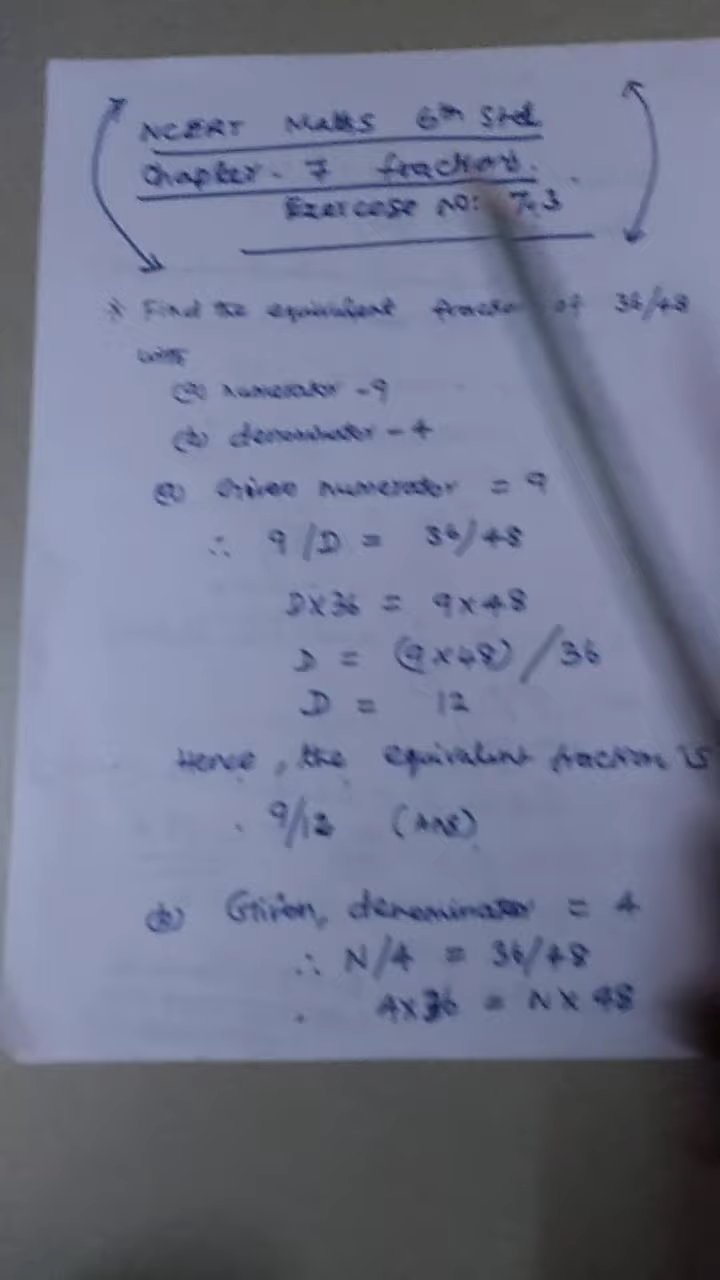 NCERT Maths 6th Std.
Chapter - 7 fractions.
Exercose No: 7.3
* Find the equivalent fraction of 36/48
with
(a) numerator - 9
(b) denominator - 4
(a) Given numerator = 9
∴ 9/D = 36/48
D×36 = 9×48
D = (9×48)/36
D = 12
Hence, the equivalent fraction is
9/12 (Ans)
(b) Given, denominator = 4
∴ N/4 = 36/48
4×36 = N×48